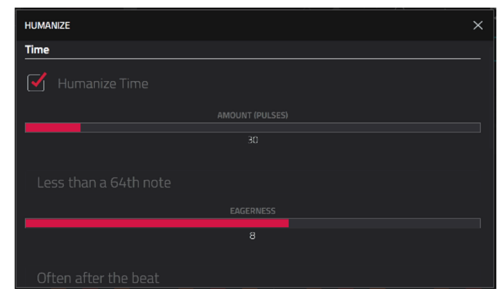 HUMANIZE
Time
Humanize Time
AMOUNT (PULSES)
30
Less than a 64th note
EAGERNESS
8
Often after the beat